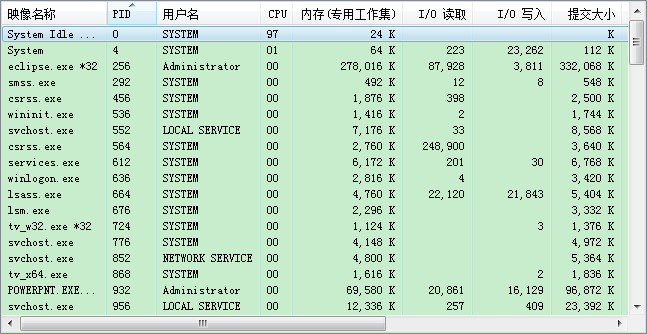 映像名称 PID 用户名 CPU 内存(专用工作集) I/O 读取 I/O 写入 提交大小
System Idle ... 0 SYSTEM 97 24 K K
System 4 SYSTEM 01 64 K 223 23,262 112 K
eclipse.exe *32 256 Administrator 00 278,016 K 87,928 3,811 332,068 K
smss.exe 292 SYSTEM 00 492 K 12 8 548 K
csrss.exe 456 SYSTEM 00 1,876 K 398 2,500 K
wininit.exe 536 SYSTEM 00 1,416 K 2 1,744 K
svchost.exe 552 LOCAL SERVICE 00 7,176 K 33 8,568 K
csrss.exe 564 SYSTEM 00 2,760 K 248,900 3,640 K
services.exe 612 SYSTEM 00 6,172 K 201 30 6,768 K
winlogon.exe 636 SYSTEM 00 2,816 K 4 3,420 K
lsass.exe 664 SYSTEM 00 4,760 K 22,120 21,843 5,404 K
lsm.exe 676 SYSTEM 00 2,296 K 3,332 K
tv_w32.exe *32 724 SYSTEM 00 1,124 K 3 1,376 K
svchost.exe 776 SYSTEM 00 4,148 K 4,972 K
svchost.exe 852 NETWORK SERVICE 00 4,800 K 5,364 K
tv_x64.exe 868 SYSTEM 00 1,616 K 2 1,836 K
POWERPNT.EXE... 932 Administrator 00 69,580 K 20,861 16,129 96,872 K
svchost.exe 956 LOCAL SERVICE 00 12,336 K 257 409 23,392 K